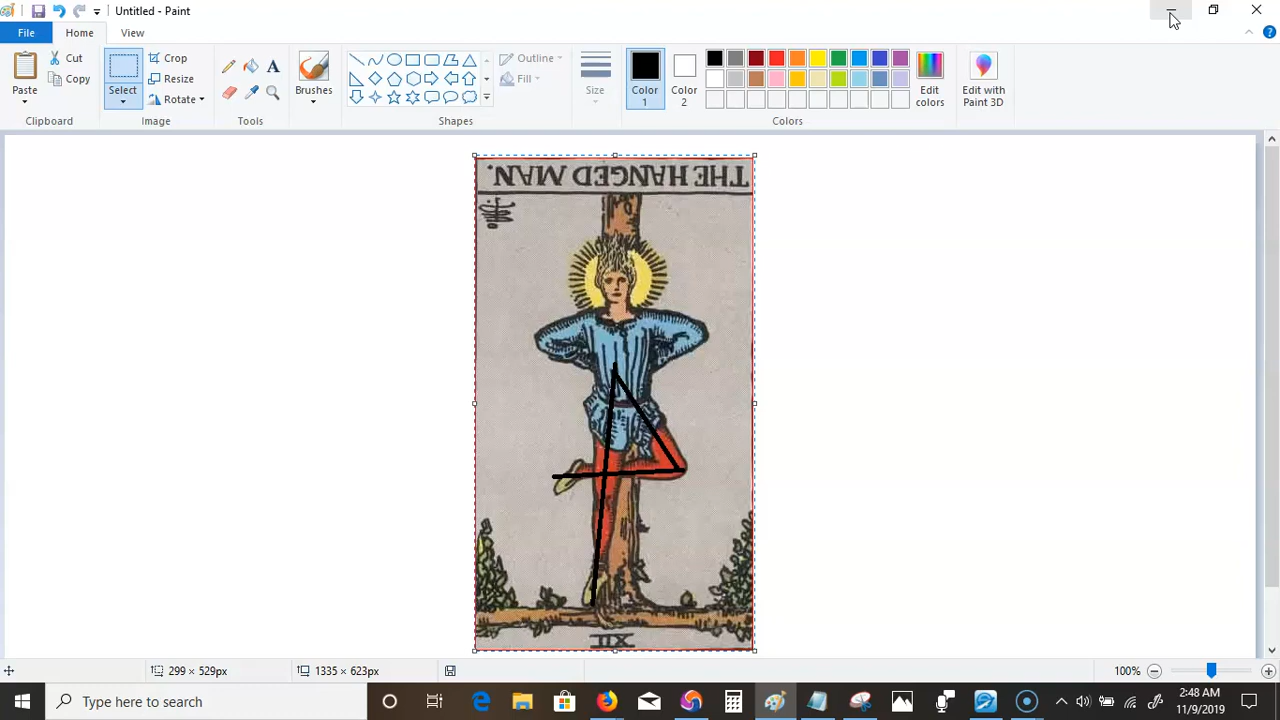 Untitled - Paint
File
Home
View
Paste
Cut
Copy
Clipboard
Select
Crop
Resize
Rotate
Image
A
Tools
Brushes
Shapes
Outline
Fill
Size
Color 1
Color 2
Edit colors
Edit with Paint 3D
Colors
THE HANGED MAN.
XII
299 × 529px
1335 × 623px
100%
Type here to search
2:48 AM
11/9/2019